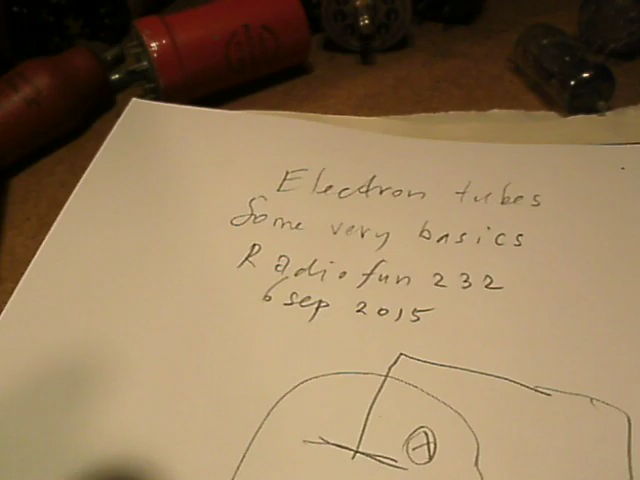 Electron tubes
Some very basics
Radiofun 232
6 sep 2015
+